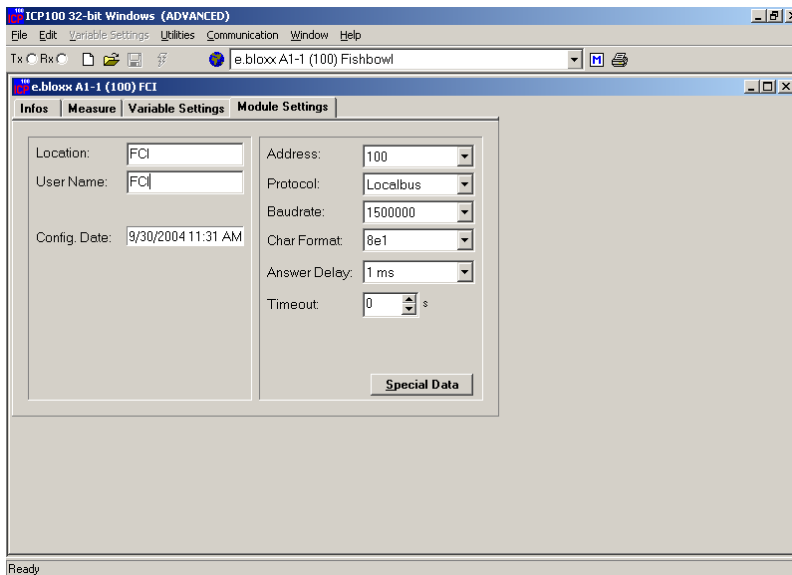 ICP100 32-bit Windows (ADVANCED)
File Edit Variable Settings Utilities Communication Window Help
Tx Rx e.bloxx A1-1 (100) Fishbowl M
e.bloxx A1-1 (100) FCI
Infos Measure Variable Settings Module Settings
Location: FCI
User Name: FCI
Config. Date: 9/30/2004 11:31 AM
Address: 100
Protocol: Localbus
Baudrate: 1500000
Char Format: 8e1
Answer Delay: 1 ms
Timeout: 0 s
Special Data
Ready